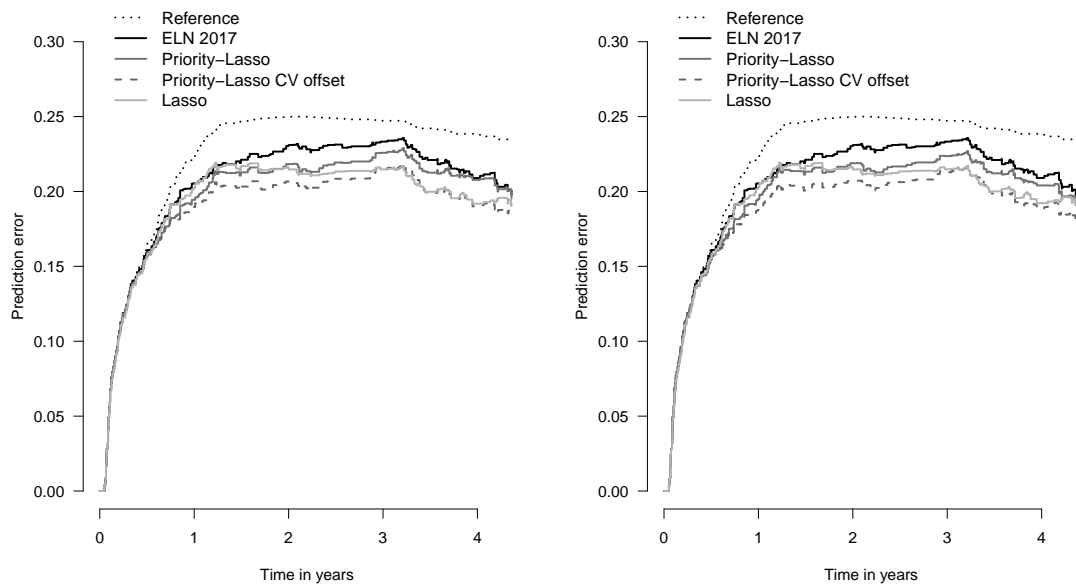 Reference
ELN 2017
Priority−Lasso
Priority−Lasso CV offset
Lasso
0.30
0.25
0.20
0.15
0.10
0.05
0.00
Prediction error
0 1 2 3 4
Time in years
Reference
ELN 2017
Priority−Lasso
Priority−Lasso CV offset
Lasso
0.30
0.25
0.20
0.15
0.10
0.05
0.00
Prediction error
0 1 2 3 4
Time in years